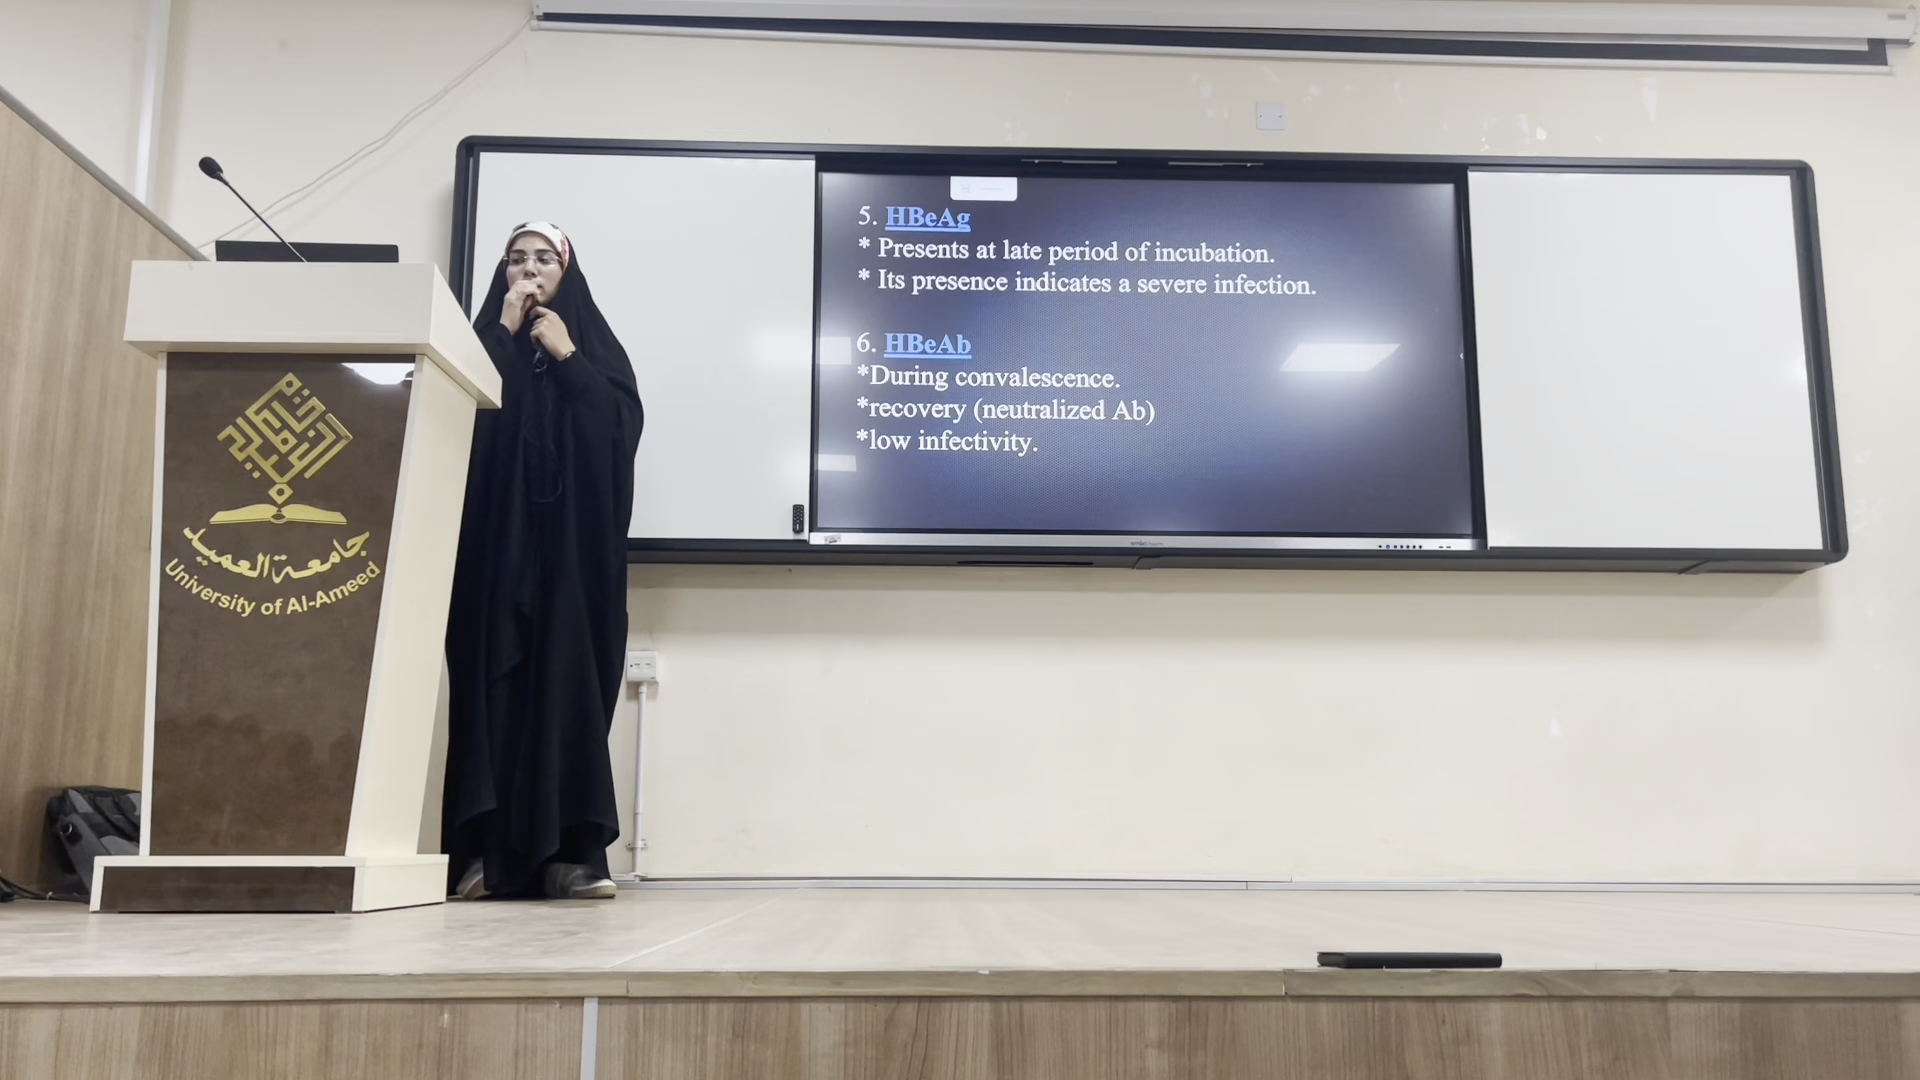 5. HBeAg
* Presents at late period of incubation.
* Its presence indicates a severe infection.
6. HBeAb
*During convalescence.
*recovery (neutralized Ab)
*low infectivity.
جامعة العميد
University of Al-Ameed